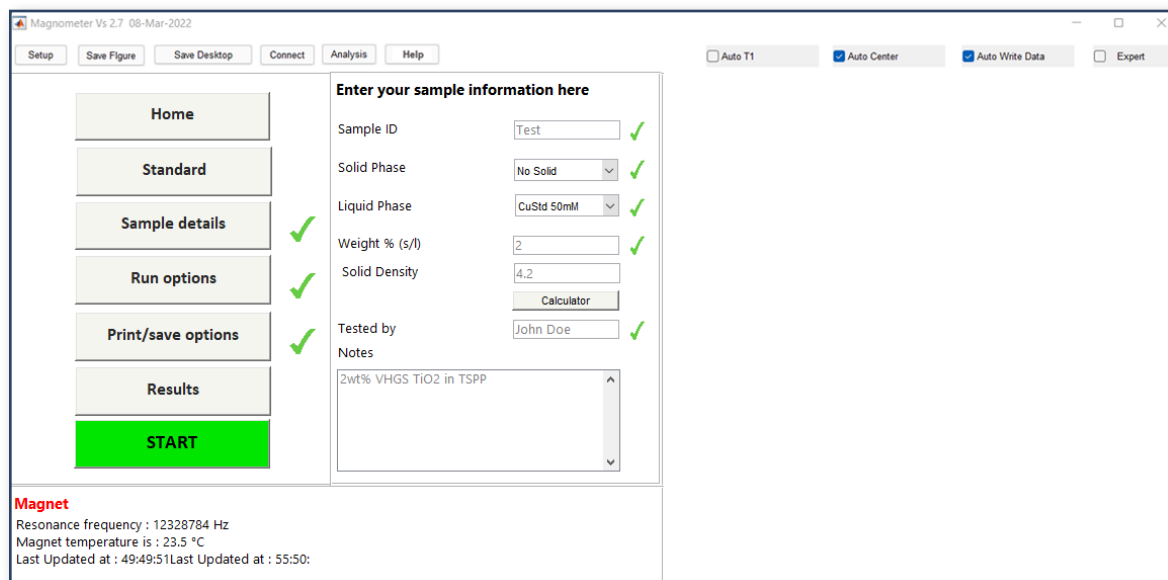 Magnometer Vs 2.7 08-Mar-2022
Setup Save FIgure Save Desktop Connect Analysis Help Auto T1 Auto Center Auto Write Data Expert
Home
Standard
Sample details
Run options
Print/save options
Results
START
Enter your sample information here
Sample ID Test
Solid Phase No Solid
Liquid Phase CuStd 50mM
Weight % (s/l) 2
Solid Density 4.2
Calculator
Tested by John Doe
Notes
2wt% VHGS TiO2 in TSPP
Magnet
Resonance frequency : 12328784 Hz
Magnet temperature is : 23.5 °C
Last Updated at : 49:49:51Last Updated at : 55:50: